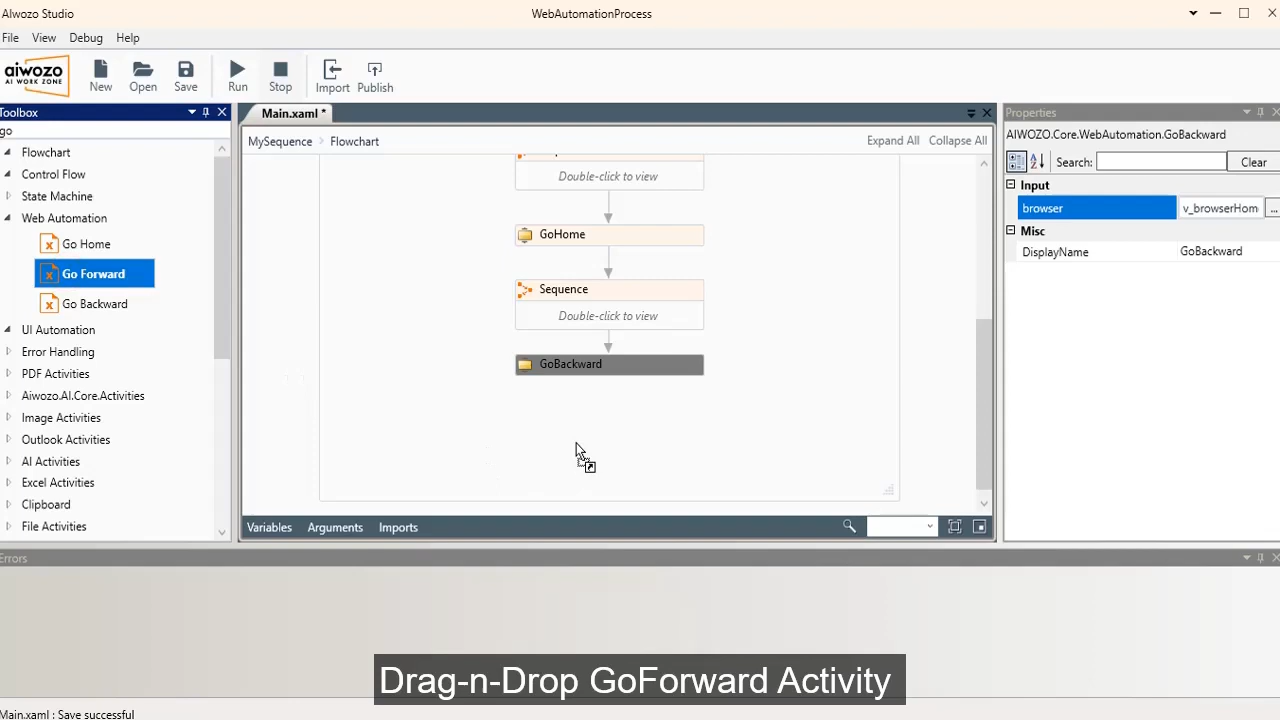 Aiwozo Studio
WebAutomationProcess
File View Debug Help
aiwozo
AI WORK ZONE
New Open Save Run Stop Import Publish
Toolbox
go
Flowchart
Control Flow
State Machine
Web Automation
Go Home
Go Forward
Go Backward
UI Automation
Error Handling
PDF Activities
Aiwozo.AI.Core.Activities
Image Activities
Outlook Activities
AI Activities
Excel Activities
Clipboard
File Activities
Main.xaml *
MySequence Flowchart Expand All Collapse All
Double-click to view
GoHome
Sequence
Double-click to view
GoBackward
Variables Arguments Imports
Properties
AIWOZO.Core.WebAutomation.GoBackward
Search: Clear
Input
browser v_browserHom ...
Misc
DisplayName GoBackward
Errors
Drag-n-Drop GoForward Activity
Main.xaml : Save successful